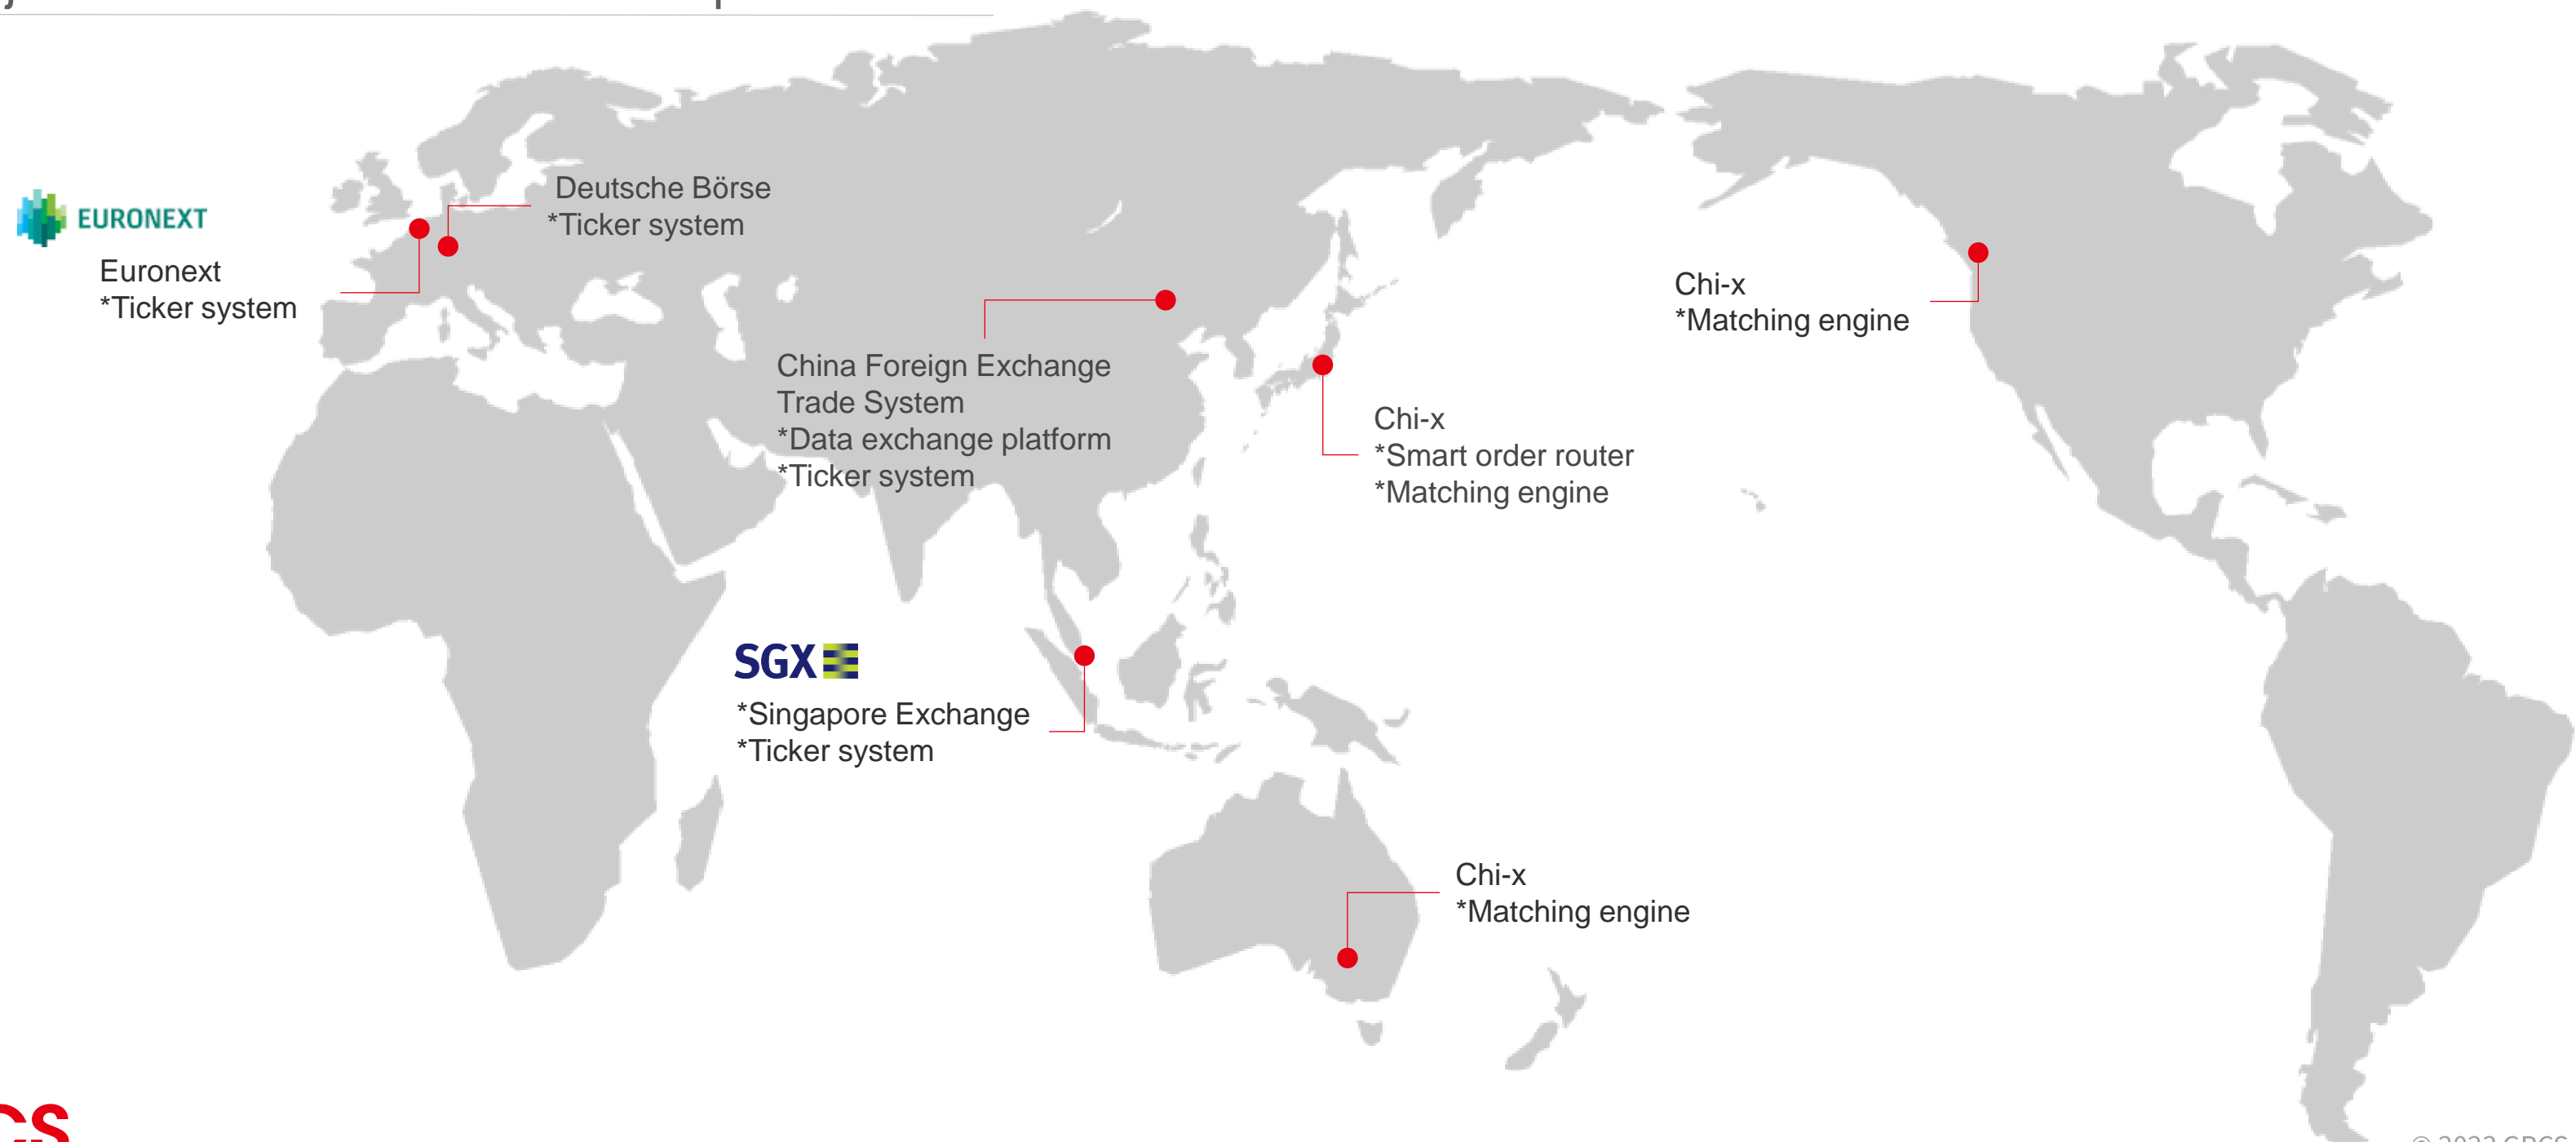 EURONEXT
Euronext
*Ticker system
Deutsche Börse
*Ticker system
China Foreign Exchange
Trade System
*Data exchange platform
*Ticker system
Chi-x
*Smart order router
*Matching engine
Chi-x
*Matching engine
SGX
*Singapore Exchange
*Ticker system
Chi-x
*Matching engine
CS